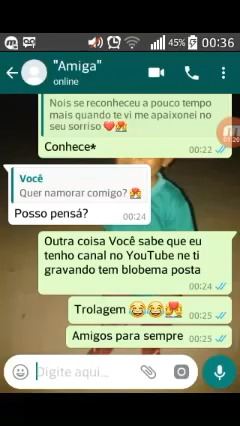 45% 00:36
"Amiga"
online
Nois se reconheceu a pouco tempo
mais quando te vi me apaixonei no
seu sorriso
Conhece*
00:22
01:26
Você
Quer namorar comigo?
Posso pensá?
00:24
Outra coisa Você sabe que eu
tenho canal no YouTube ne ti
gravando tem blobema posta
00:24
Trolagem
00:25
Amigos para sempre
00:25
Digite aqui...